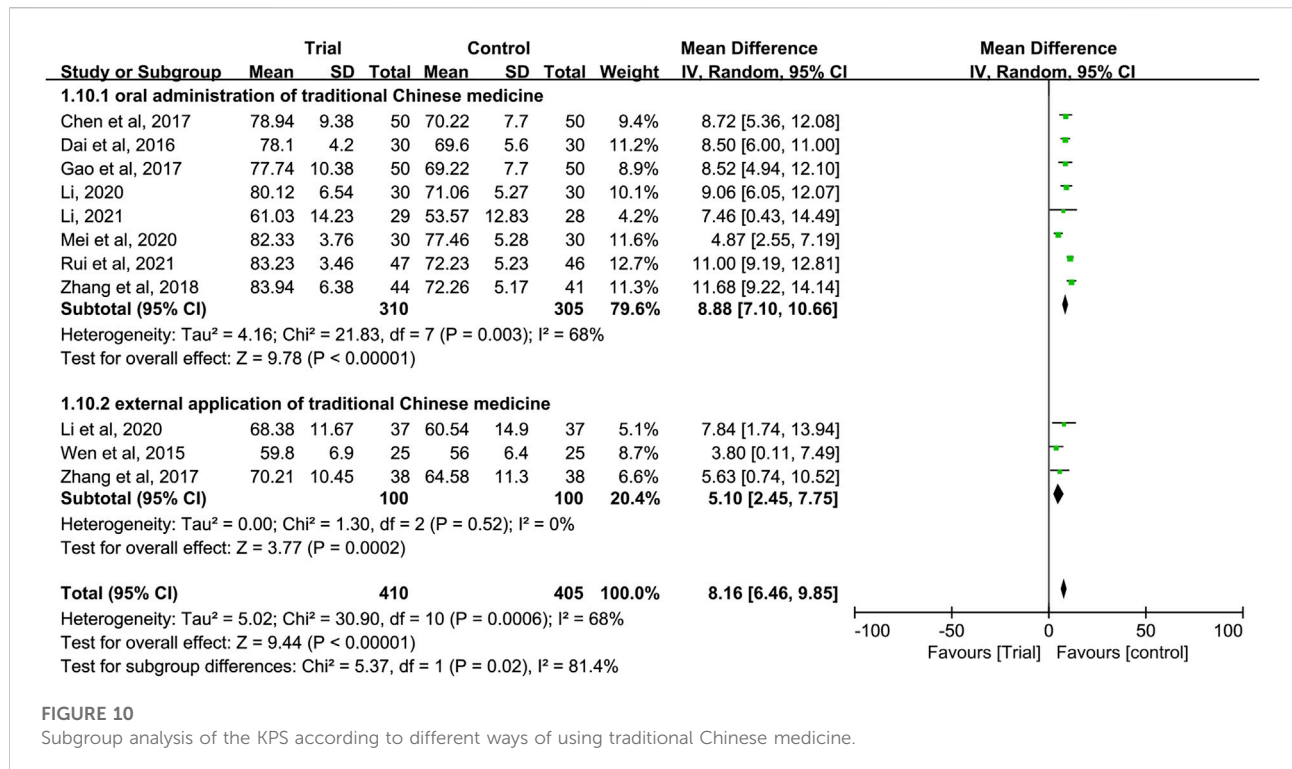 Trial Control Mean Difference Mean Difference
Study or Subgroup Mean SD Total Mean SD Total Weight IV, Random, 95% CI IV, Random, 95% CI
1.10.1 oral administration of traditional Chinese medicine
Chen et al, 2017 78.94 9.38 50 70.22 7.7 50 9.4% 8.72 [5.36, 12.08]
Dai et al, 2016 78.1 4.2 30 69.6 5.6 30 11.2% 8.50 [6.00, 11.00]
Gao et al, 2017 77.74 10.38 50 69.22 7.7 50 8.9% 8.52 [4.94, 12.10]
Li, 2020 80.12 6.54 30 71.06 5.27 30 10.1% 9.06 [6.05, 12.07]
Li, 2021 61.03 14.23 29 53.57 12.83 28 4.2% 7.46 [0.43, 14.49]
Mei et al, 2020 82.33 3.76 30 77.46 5.28 30 11.6% 4.87 [2.55, 7.19]
Rui et al, 2021 83.23 3.46 47 72.23 5.23 46 12.7% 11.00 [9.19, 12.81]
Zhang et al, 2018 83.94 6.38 44 72.26 5.17 41 11.3% 11.68 [9.22, 14.14]
Subtotal (95% CI) 310 305 79.6% 8.88 [7.10, 10.66]
Heterogeneity: Tau² = 4.16; Chi² = 21.83, df = 7 (P = 0.003); I² = 68%
Test for overall effect: Z = 9.78 (P < 0.00001)
1.10.2 external application of traditional Chinese medicine
Li et al, 2020 68.38 11.67 37 60.54 14.9 37 5.1% 7.84 [1.74, 13.94]
Wen et al, 2015 59.8 6.9 25 56 6.4 25 8.7% 3.80 [0.11, 7.49]
Zhang et al, 2017 70.21 10.45 38 64.58 11.3 38 6.6% 5.63 [0.74, 10.52]
Subtotal (95% CI) 100 100 20.4% 5.10 [2.45, 7.75]
Heterogeneity: Tau² = 0.00; Chi² = 1.30, df = 2 (P = 0.52); I² = 0%
Test for overall effect: Z = 3.77 (P = 0.0002)
Total (95% CI) 410 405 100.0% 8.16 [6.46, 9.85]
Heterogeneity: Tau² = 5.02; Chi² = 30.90, df = 10 (P = 0.0006); I² = 68%
Test for overall effect: Z = 9.44 (P < 0.00001)
Test for subgroup differences: Chi² = 5.37, df = 1 (P = 0.02), I² = 81.4%
-100 -50 0 50 100
Favours [Trial] Favours [control]
FIGURE 10
Subgroup analysis of the KPS according to different ways of using traditional Chinese medicine.